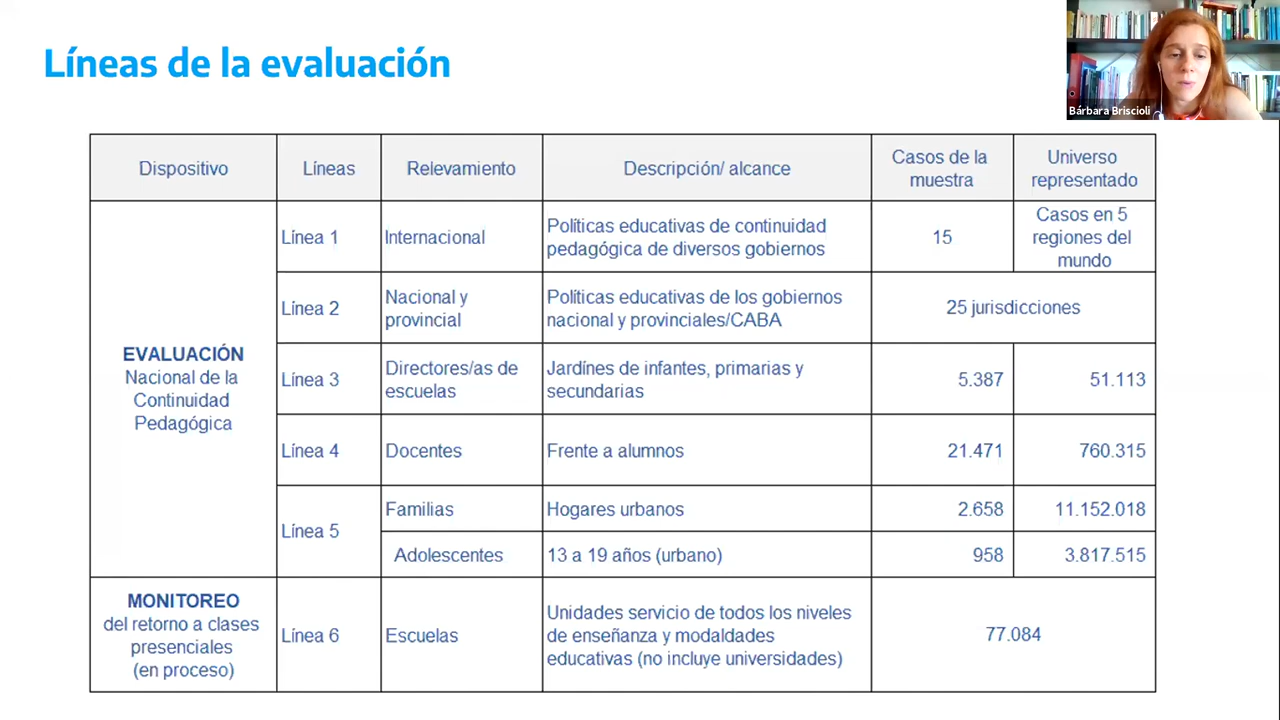 Líneas de la evaluación
Bárbara Briscioli
Dispositivo
Líneas
Relevamiento
Descripción/ alcance
Casos de la
muestra
Universo
representado
EVALUACIÓN
Nacional de la
Continuidad
Pedagógica
Línea 1
Internacional
Políticas educativas de continuidad
pedagógica de diversos gobiernos
15
Casos en 5
regiones del
mundo
Línea 2
Nacional y
provincial
Políticas educativas de los gobiernos
nacional y provinciales/CABA
25 jurisdicciones
Línea 3
Directores/as de
escuelas
Jardínes de infantes, primarias y
secundarias
5.387
51.113
Línea 4
Docentes
Frente a alumnos
21.471
760.315
Línea 5
Familias
Hogares urbanos
2.658
11.152.018
Adolescentes
13 a 19 años (urbano)
958
3.817.515
MONITOREO
del retorno a clases
presenciales
(en proceso)
Línea 6
Escuelas
Unidades servicio de todos los niveles
de enseñanza y modaldades
educativas (no incluye universidades)
77.084